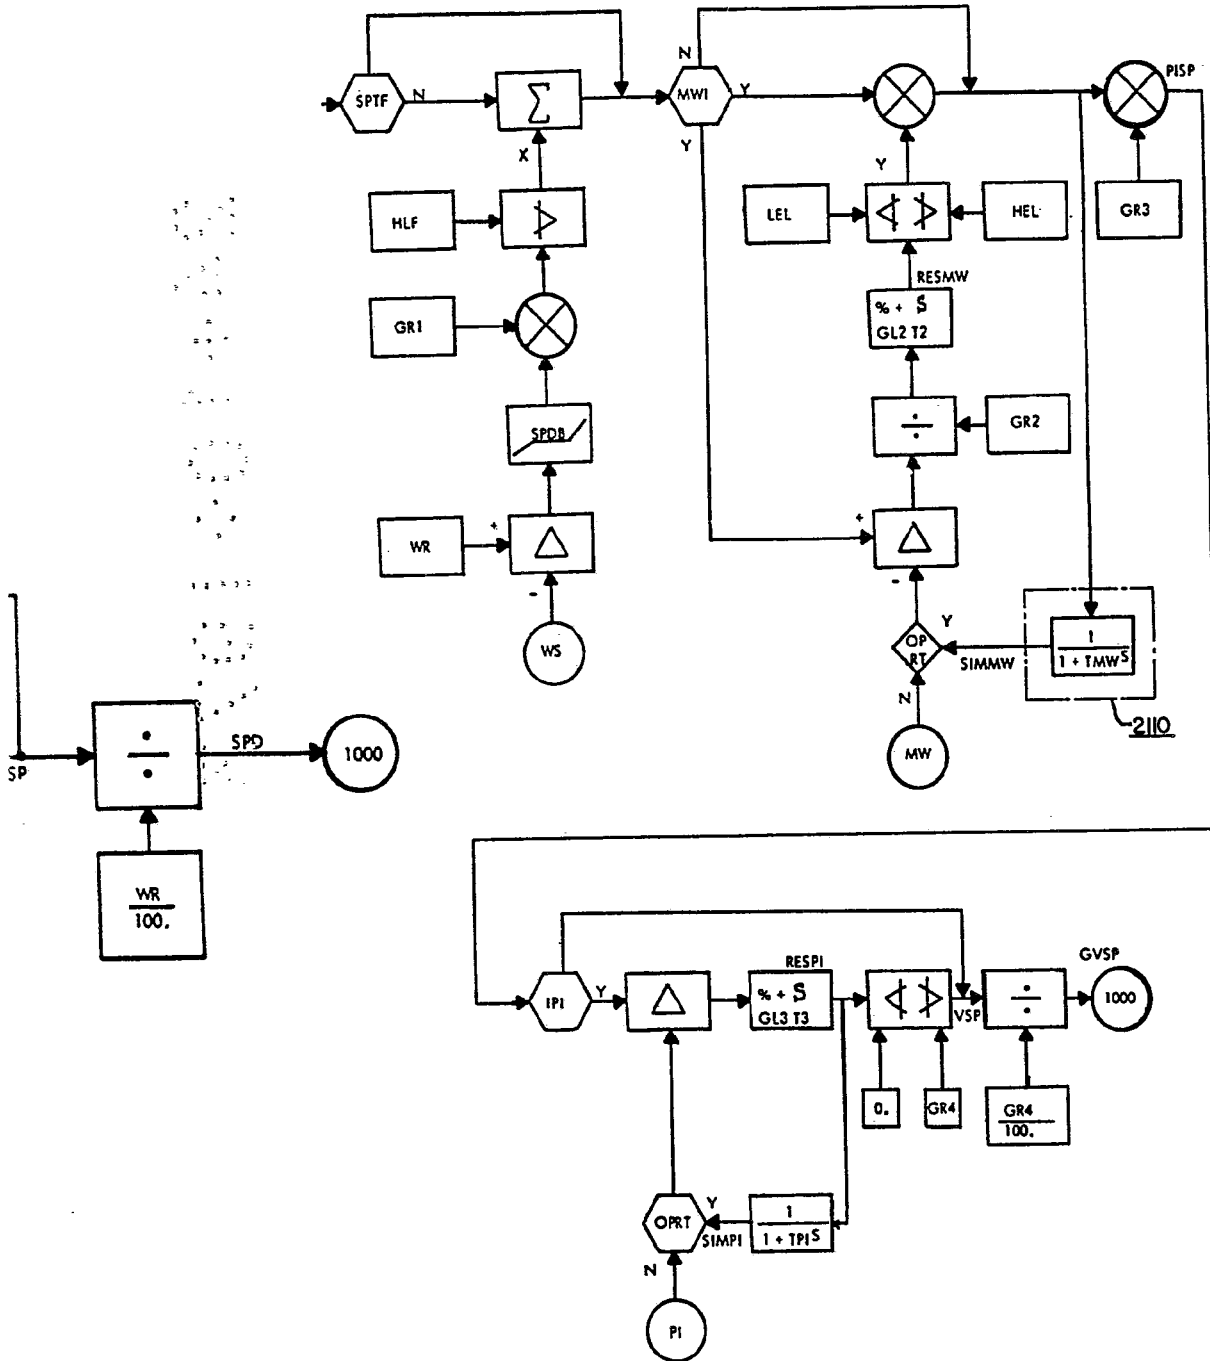 N
PISP
SPTF
N
Σ
MWI
Y
Y
X
Y
HLF
LEL
HEL
GR3
RESMW
% + S
GL2 T2
GR1
SPDB
GR2
WR
+
-
+
-
WS
OP
RT
Y
SIMMW
1
1 + TMWS
N
2110
MW
SP
SPD
1000
WR
100.
RESPI
GVSP
IPI
Y
% + S
GL3 T3
VSP
1000
0.
GR4
GR4
100.
OPRT
Y
SIMPI
1
1 + TPIS
N
PI